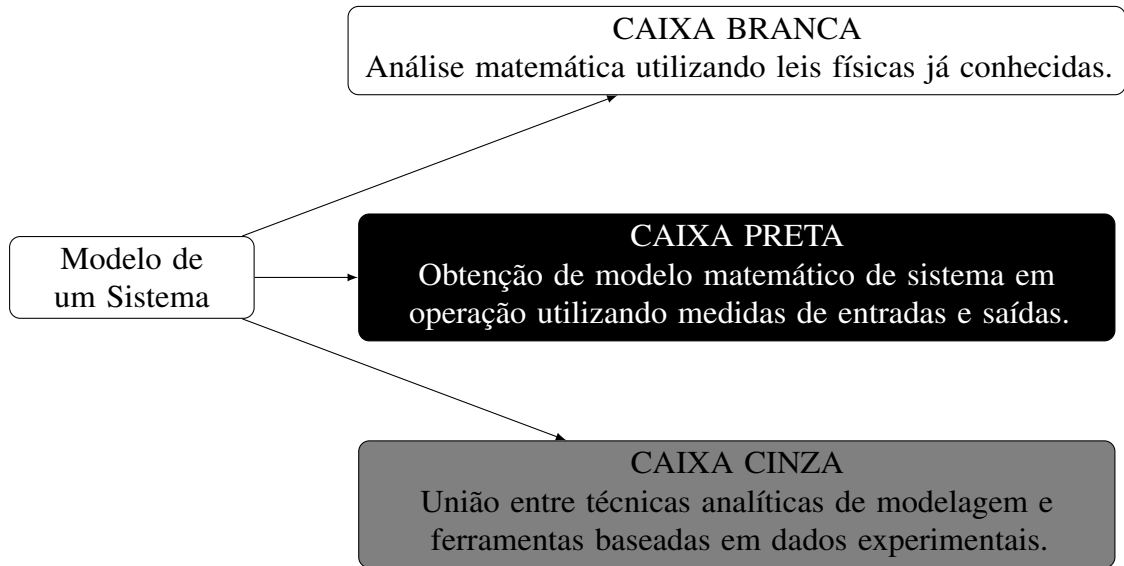 CAIXA BRANCA
Análise matemática utilizando leis físicas já conhecidas.
Modelo de
um Sistema
CAIXA PRETA
Obtenção de modelo matemático de sistema em
operação utilizando medidas de entradas e saídas.
CAIXA CINZA
União entre técnicas analíticas de modelagem e
ferramentas baseadas em dados experimentais.